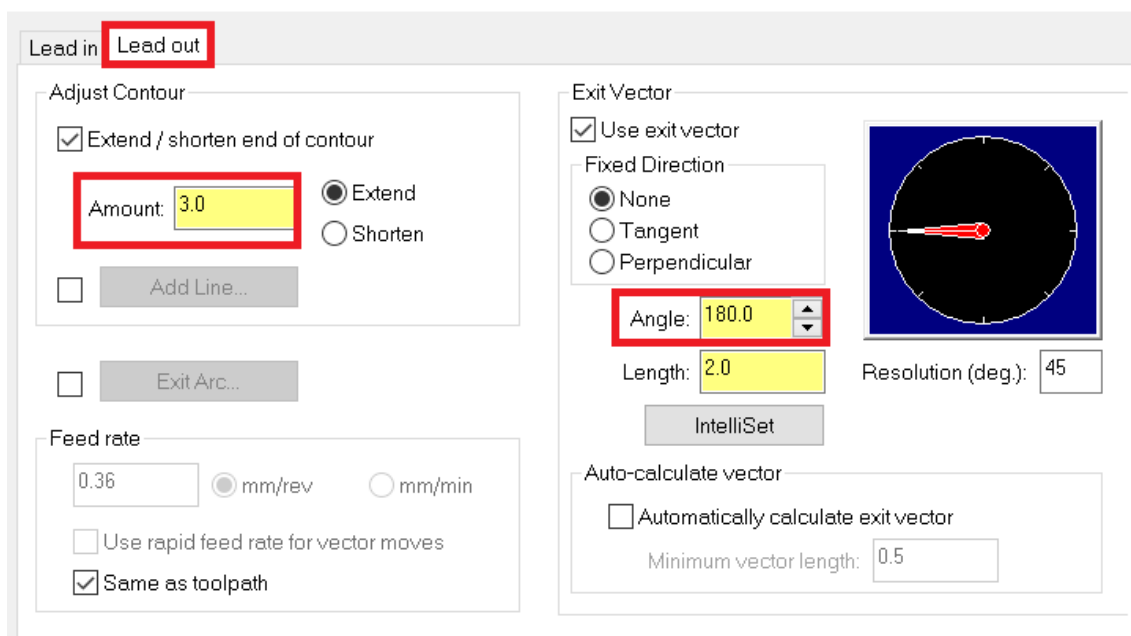 Lead in
Lead out
Adjust Contour
Extend / shorten end of contour
Amount: 3.0
Extend
Shorten
Add Line...
Exit Arc...
Feed rate
0.36
mm/rev
mm/min
Use rapid feed rate for vector moves
Same as toolpath
Exit Vector
Use exit vector
Fixed Direction
None
Tangent
Perpendicular
Angle: 180.0
Length: 2.0
Resolution (deg.): 45
IntelliSet
Auto-calculate vector
Automatically calculate exit vector
Minimum vector length: 0.5